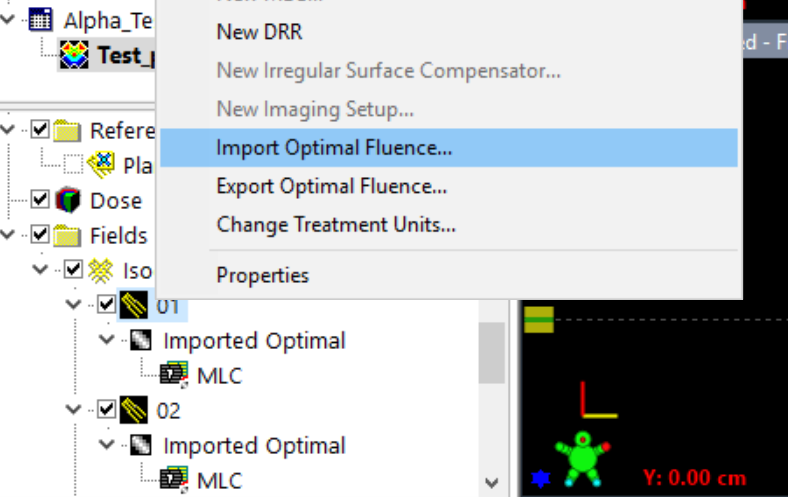 Alpha_Te
New DRR
Test_
ed - F
New Irregular Surface Compensator...
New Imaging Setup...
Refere
Import Optimal Fluence...
Pla
Export Optimal Fluence...
Dose
Change Treatment Units...
Fields
Iso
Properties
01
Imported Optimal
MLC
02
Imported Optimal
MLC
Y: 0.00 cm